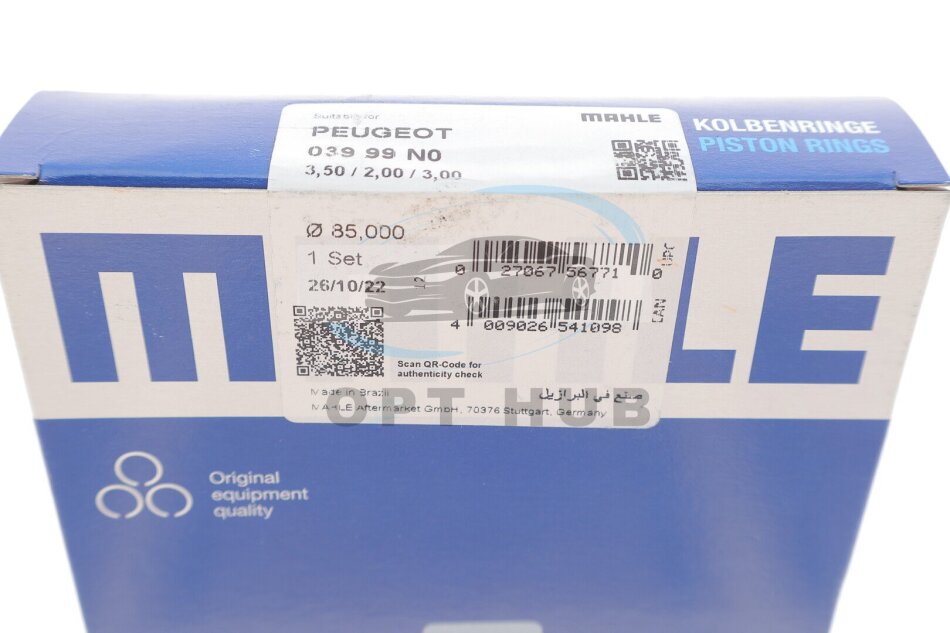 Suitable for
PEUGEOT
MAHLE
039 99 N0
3,50 / 2,00 / 3,00
KOLBENRINGE
PISTON RINGS
MAHLE
Ø 85,000
1 Set
26/10/22
12
0 27067 56771 0
UPC
4 009026 541098
EAN
Scan QR-Code for
authenticity check
Made in Brazil
صنع في البرازيل
MAHLE Aftermarket GmbH, 70376 Stuttgart, Germany
OPT HUB
Original
equipment
quality